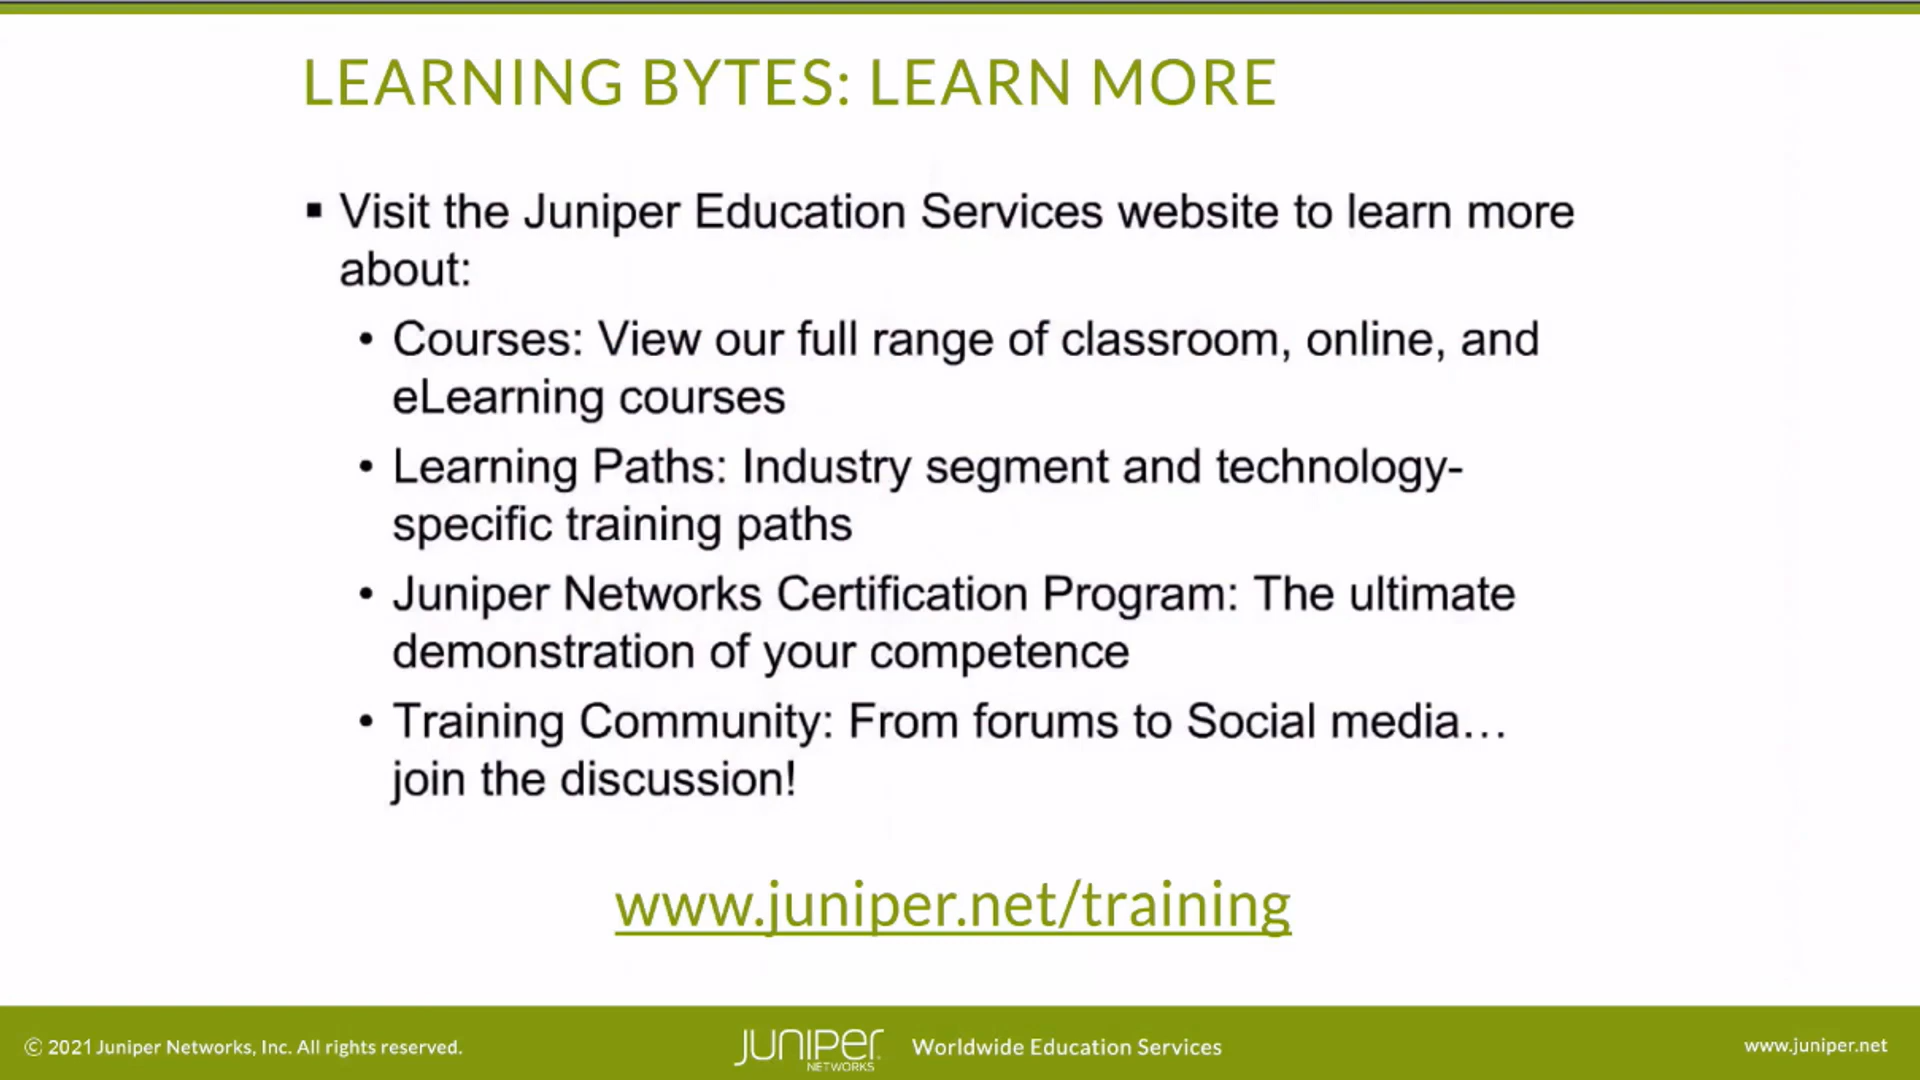 LEARNING BYTES: LEARN MORE
▪ Visit the Juniper Education Services website to learn more
about:
• Courses: View our full range of classroom, online, and
eLearning courses
• Learning Paths: Industry segment and technology-
specific training paths
• Juniper Networks Certification Program: The ultimate
demonstration of your competence
• Training Community: From forums to Social media…
join the discussion!
www.juniper.net/training
© 2021 Juniper Networks, Inc. All rights reserved.
JUNIPER
NETWORKS
Worldwide Education Services
www.juniper.net